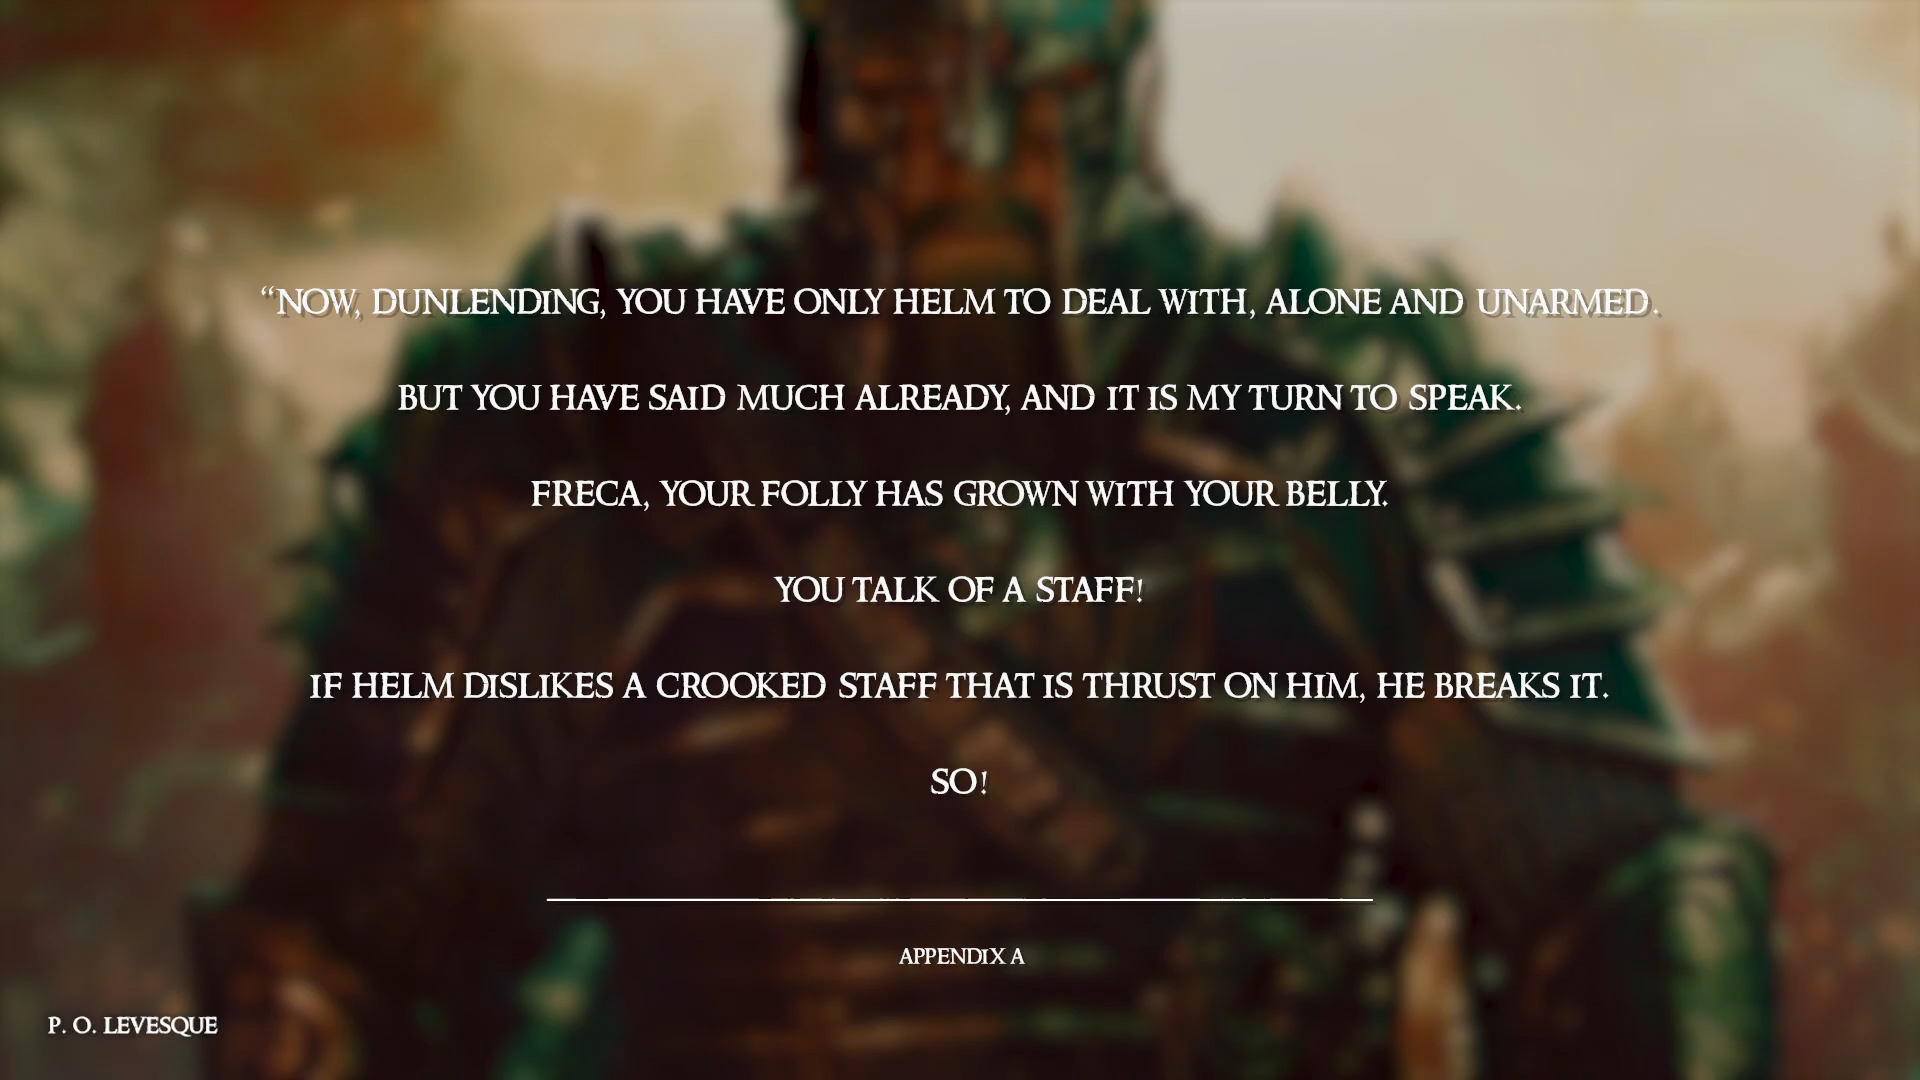 “NOW, DUNLENDING, YOU HAVE ONLY HELM TO DEAL WITH, ALONE AND UNARMED.
BUT YOU HAVE SAID MUCH ALREADY, AND IT IS MY TURN TO SPEAK.
FRECA, YOUR FOLLY HAS GROWN WITH YOUR BELLY.
YOU TALK OF A STAFF!
IF HELM DISLIKES A CROOKED STAFF THAT IS THRUST ON HIM, HE BREAKS IT.
SO!
APPENDIX A
P. O. LEVESQUE